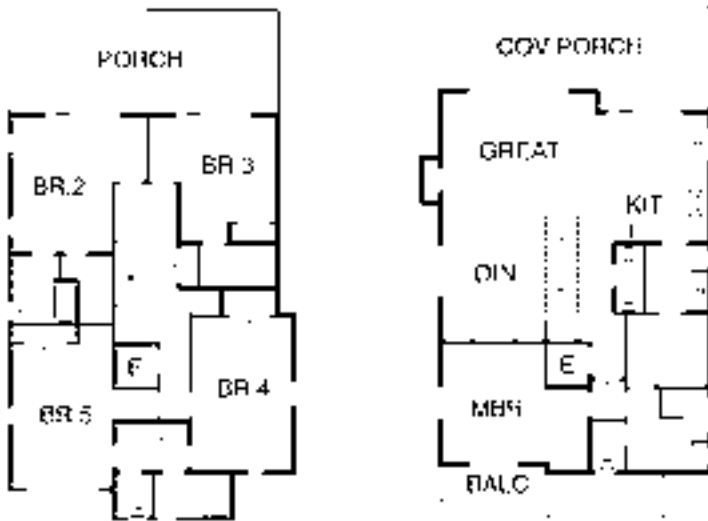 PORCH
BR.2
BR 3
E
BR.5
BR 4
COV PORCH
GREAT
KIT
DIN
E
MBR
BALC